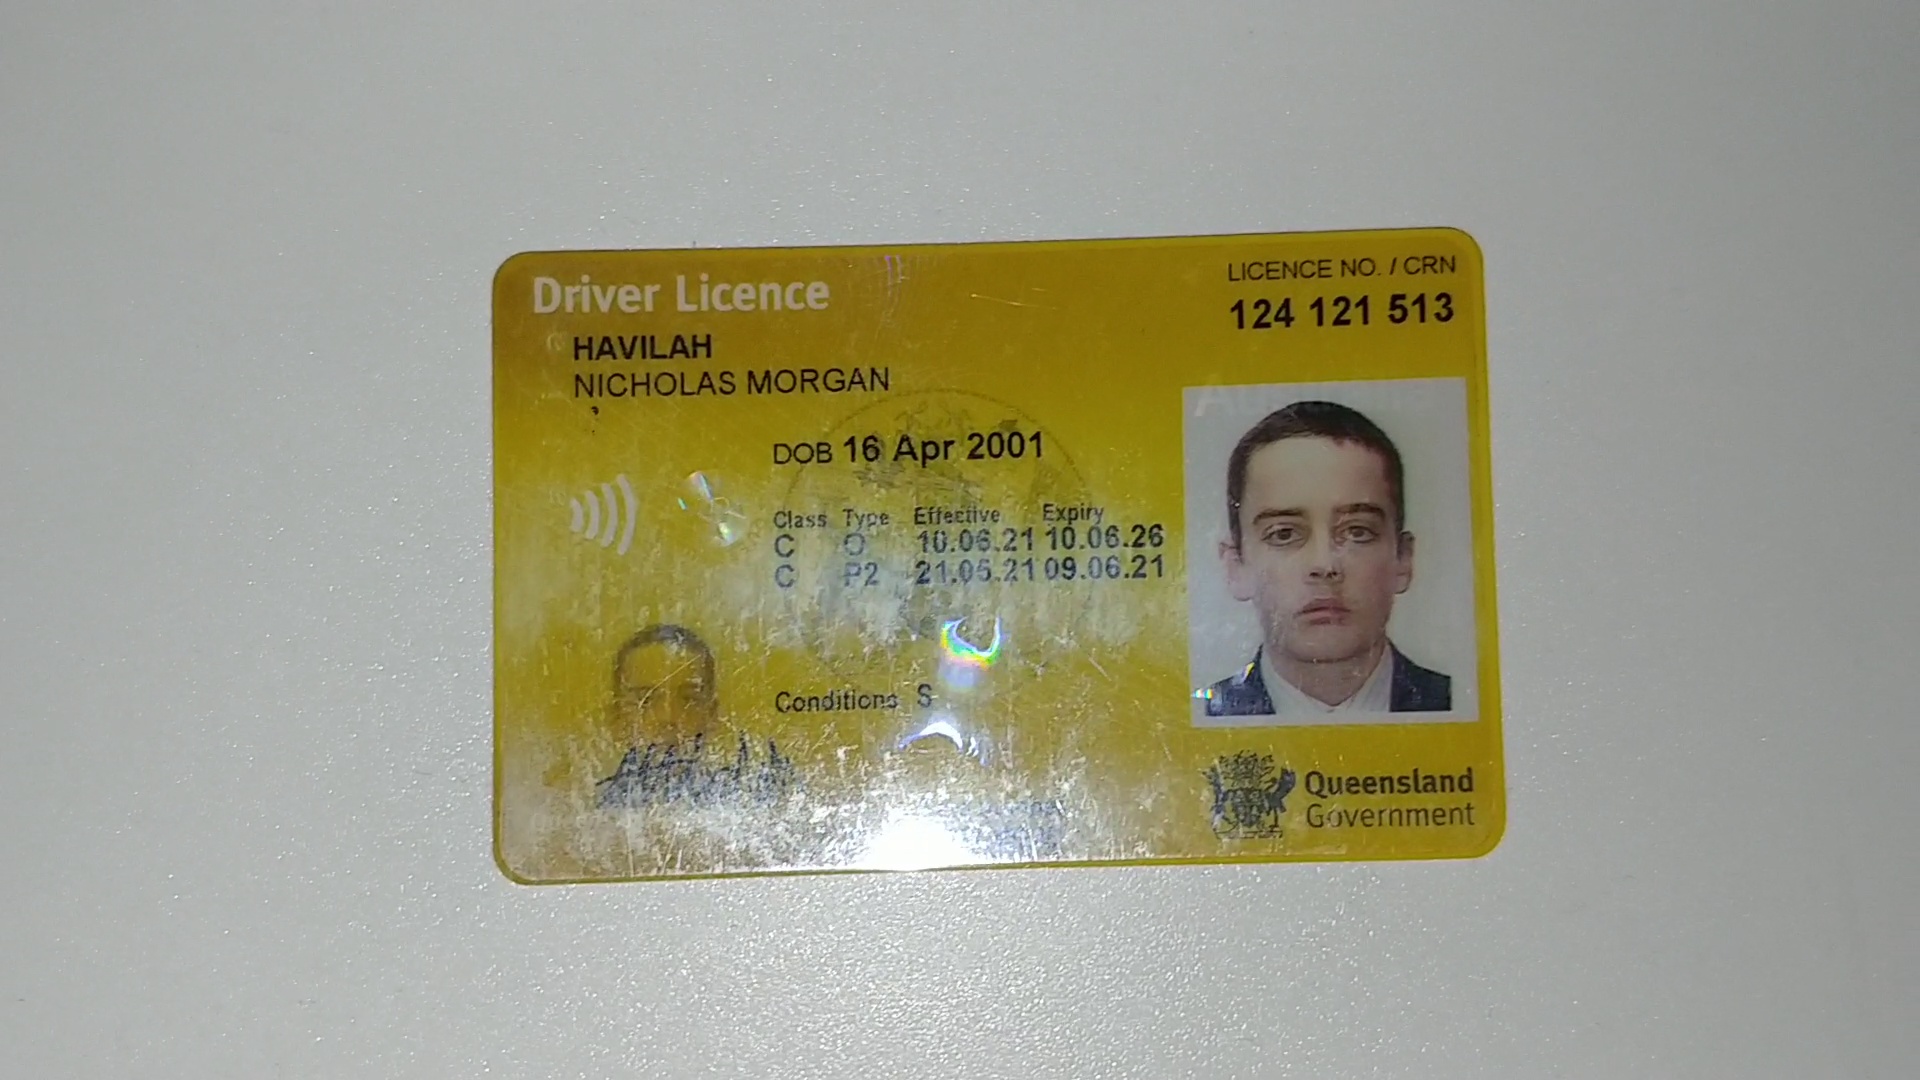 Driver Licence
LICENCE NO. / CRN
124 121 513
HAVILAH
NICHOLAS MORGAN
DOB 16 Apr 2001
Class Type Effective Expiry
C O 10.06.21 10.06.26
C P2 21.05.21 09.06.21
Conditions S
Queensland
Government